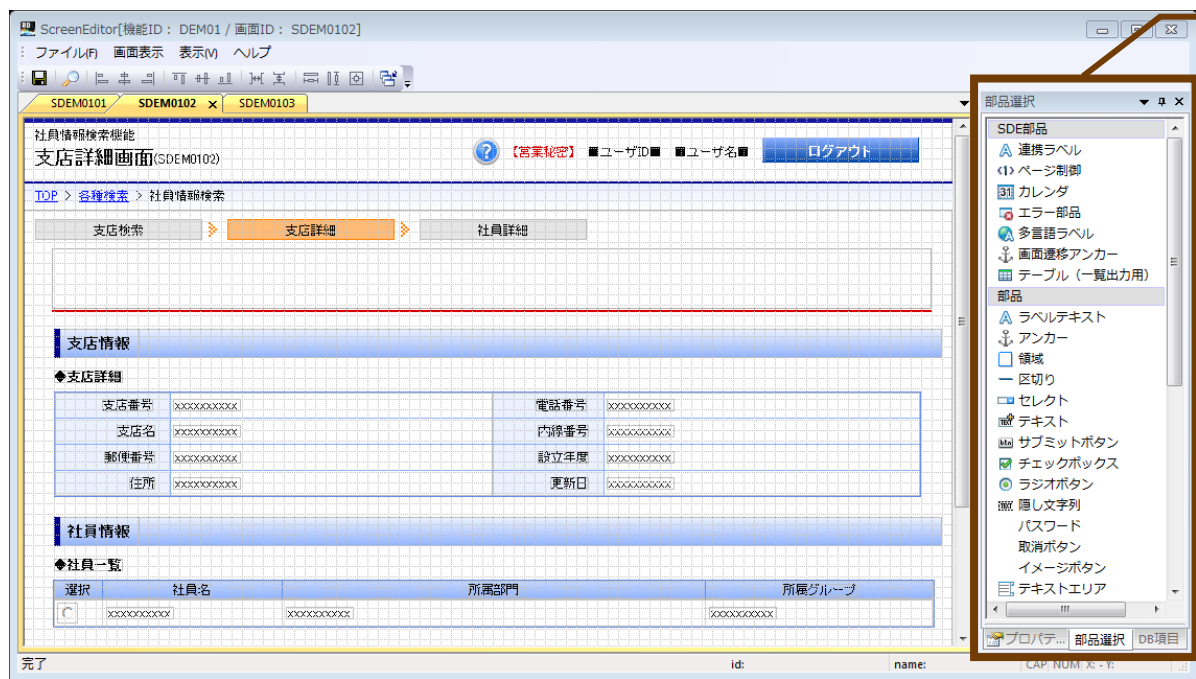 ScreenEditor[機能ID： DEM01 / 画面ID： SDEM0102]
ファイル(F) 画面表示 表示(V) ヘルプ
SDEM0101 SDEM0102 SDEM0103
社員情報検索機能
支店詳細画面(SDEM0102)
【営業秘密】 ■ユーザID■ ■ユーザ名■ ログアウト
TOP > 各種検索 > 社員情報検索
支店検索 支店詳細 社員詳細
支店情報
◆支店詳細
支店番号 xxxxxxxxxx 電話番号 xxxxxxxxxx
支店名 xxxxxxxxxx 内線番号 xxxxxxxxxx
郵便番号 xxxxxxxxxx 設立年度 xxxxxxxxxx
住所 xxxxxxxxxx 更新日 xxxxxxxxxx
社員情報
◆社員一覧
選択 社員名 所属部門 所属グループ
xxxxxxxxxx xxxxxxxxxx xxxxxxxxxx
部品選択
SDE部品
連携ラベル
ページ制御
カレンダ
エラー部品
多言語ラベル
画面遷移アンカー
テーブル（一覧出力用）
部品
ラベルテキスト
アンカー
領域
区切り
セレクト
テキスト
サブミットボタン
チェックボックス
ラジオボタン
隠し文字列
パスワード
取消ボタン
イメージボタン
テキストエリア
プロパテ... 部品選択 DB項目
完了 id: name: CAP NUM X: - Y: